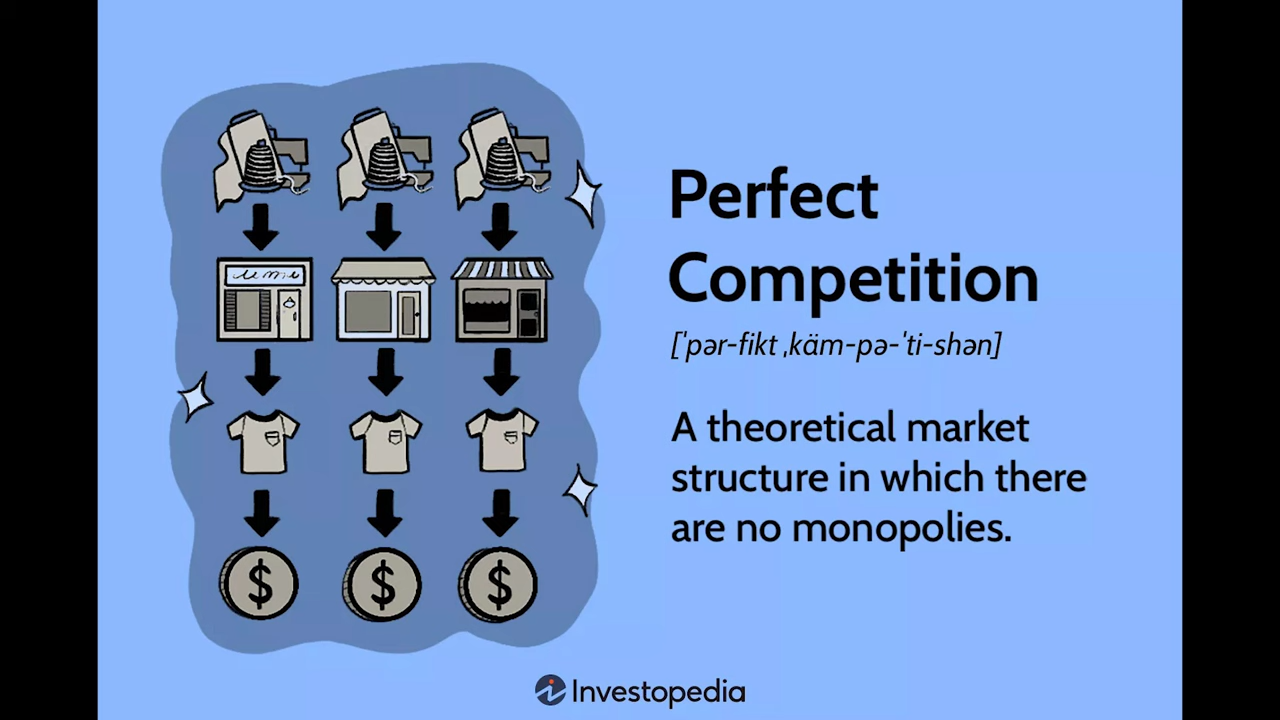 Perfect
Competition
[ˈpər-fikt ˌkäm-pə-ˈti-shən]
A theoretical market
structure in which there
are no monopolies.
$ $ $
Investopedia